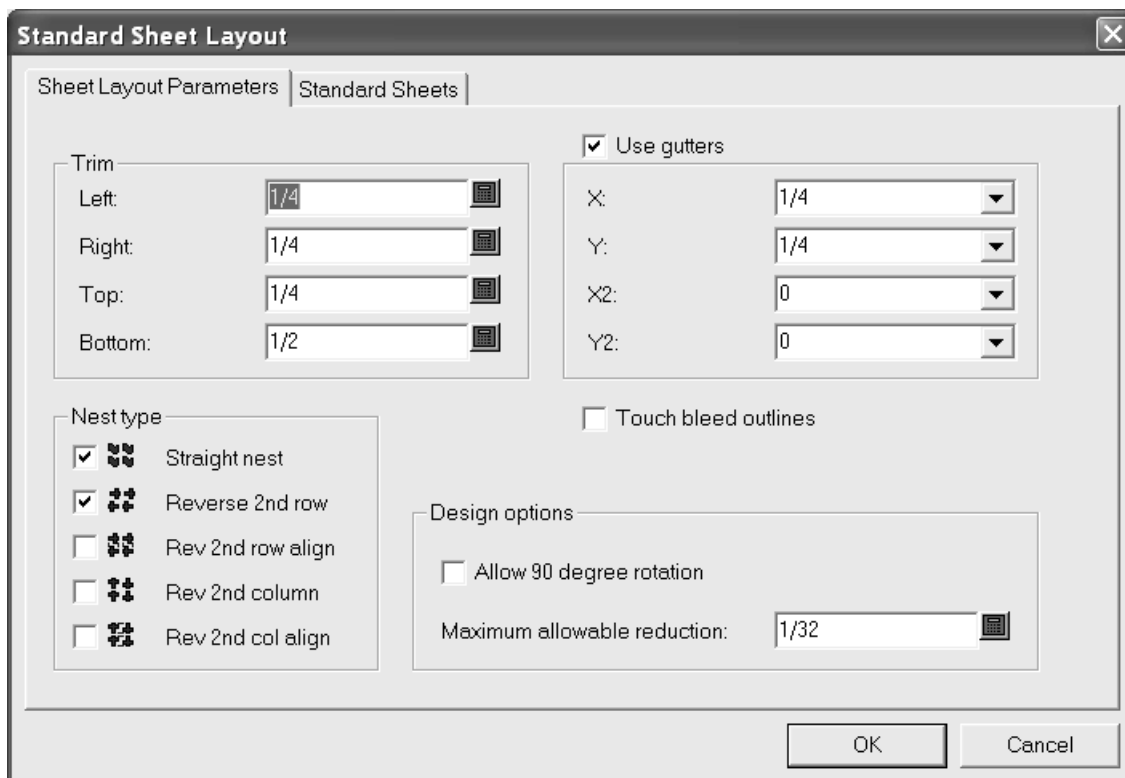 Standard Sheet Layout
Sheet Layout Parameters
Standard Sheets
Trim
Left: 1/4
Right: 1/4
Top: 1/4
Bottom: 1/2
Use gutters
X: 1/4
Y: 1/4
X2: 0
Y2: 0
Nest type
Straight nest
Reverse 2nd row
Rev 2nd row align
Rev 2nd column
Rev 2nd col align
Touch bleed outlines
Design options
Allow 90 degree rotation
Maximum allowable reduction: 1/32
OK
Cancel